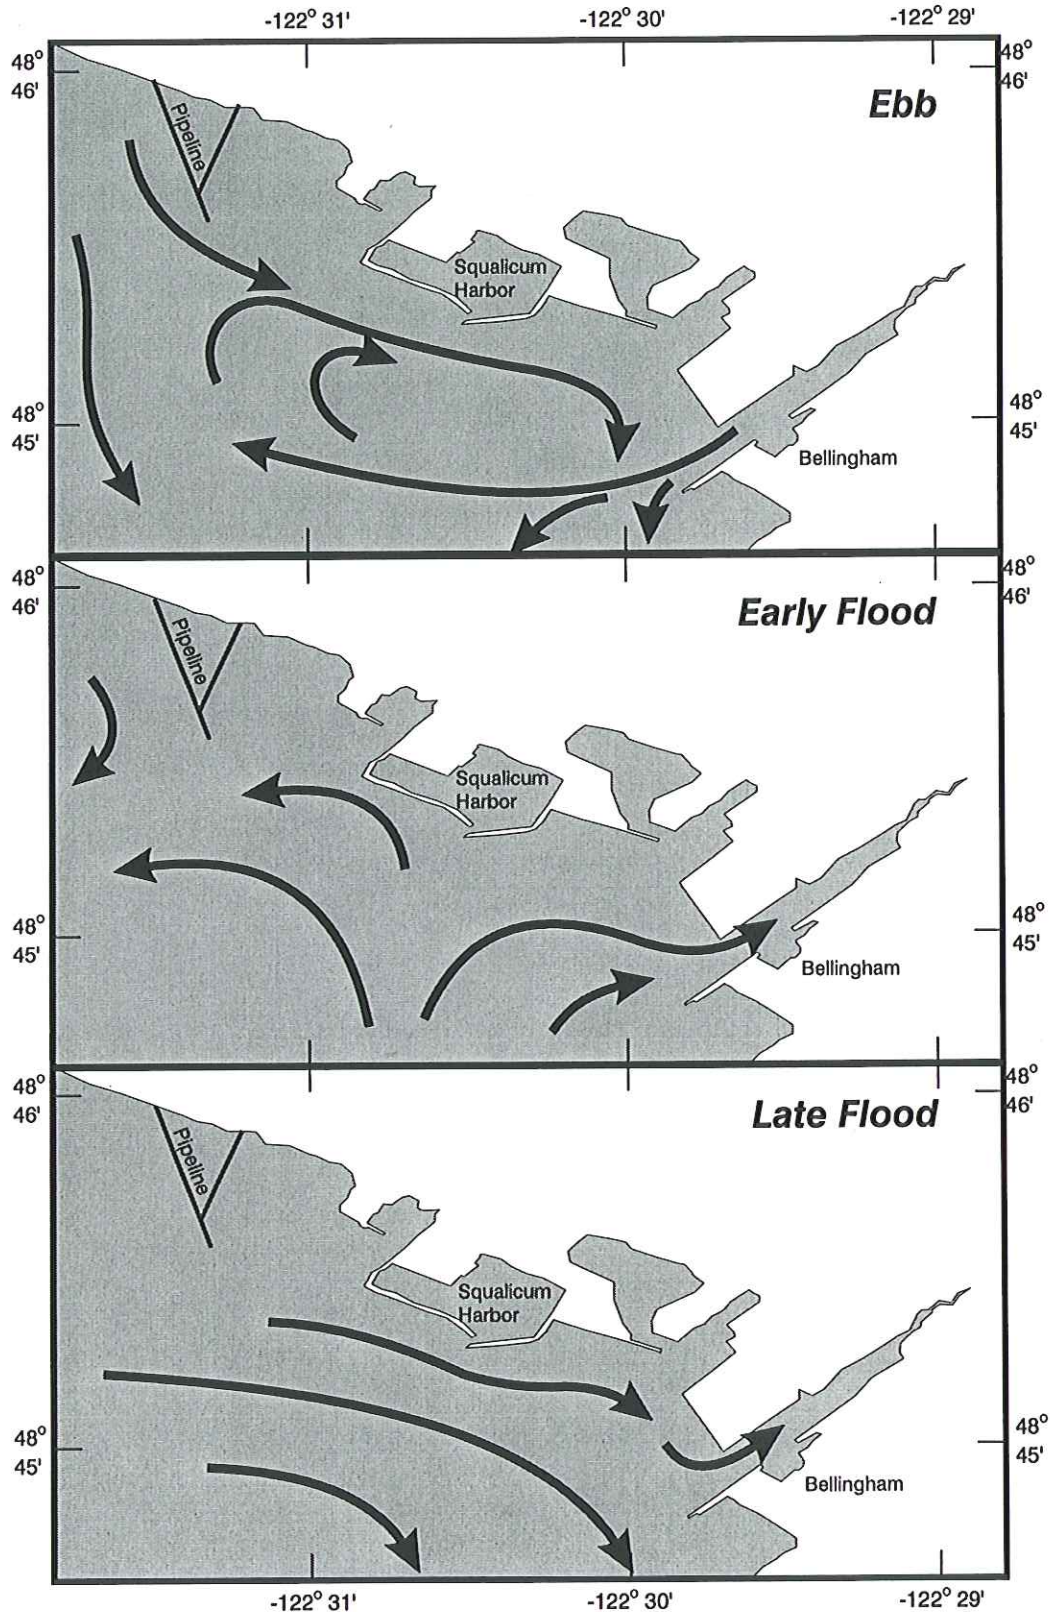 -122° 31'
-122° 30'
-122° 29'
48°
46'
48°
46'
Ebb
Pipeline
Squalicum
Harbor
48°
45'
48°
45'
Bellingham
48°
46'
48°
46'
Early Flood
Pipeline
Squalicum
Harbor
48°
45'
48°
45'
Bellingham
48°
46'
48°
46'
Late Flood
Pipeline
Squalicum
Harbor
48°
45'
48°
45'
Bellingham
-122° 31'
-122° 30'
-122° 29'